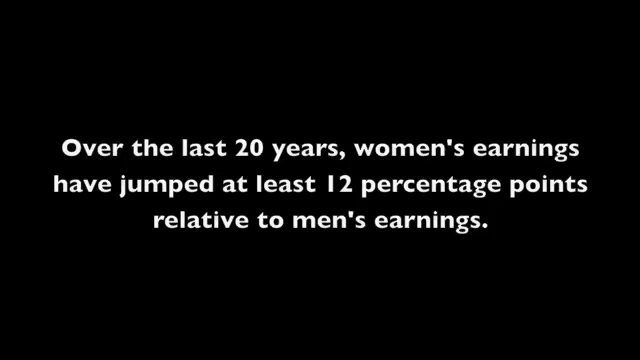 Over the last 20 years, women's earnings
have jumped at least 12 percentage points
relative to men's earnings.